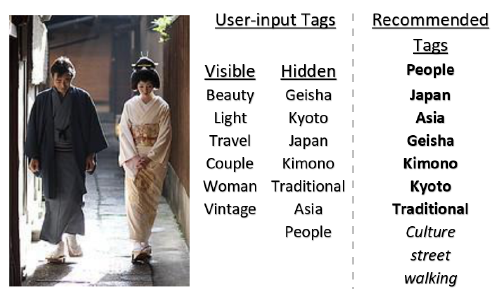 User-input Tags
Visible
Beauty
Light
Travel
Couple
Woman
Vintage
Hidden
Geisha
Kyoto
Japan
Kimono
Traditional
Asia
People
Recommended
Tags
People
Japan
Asia
Geisha
Kimono
Kyoto
Traditional
Culture
street
walking